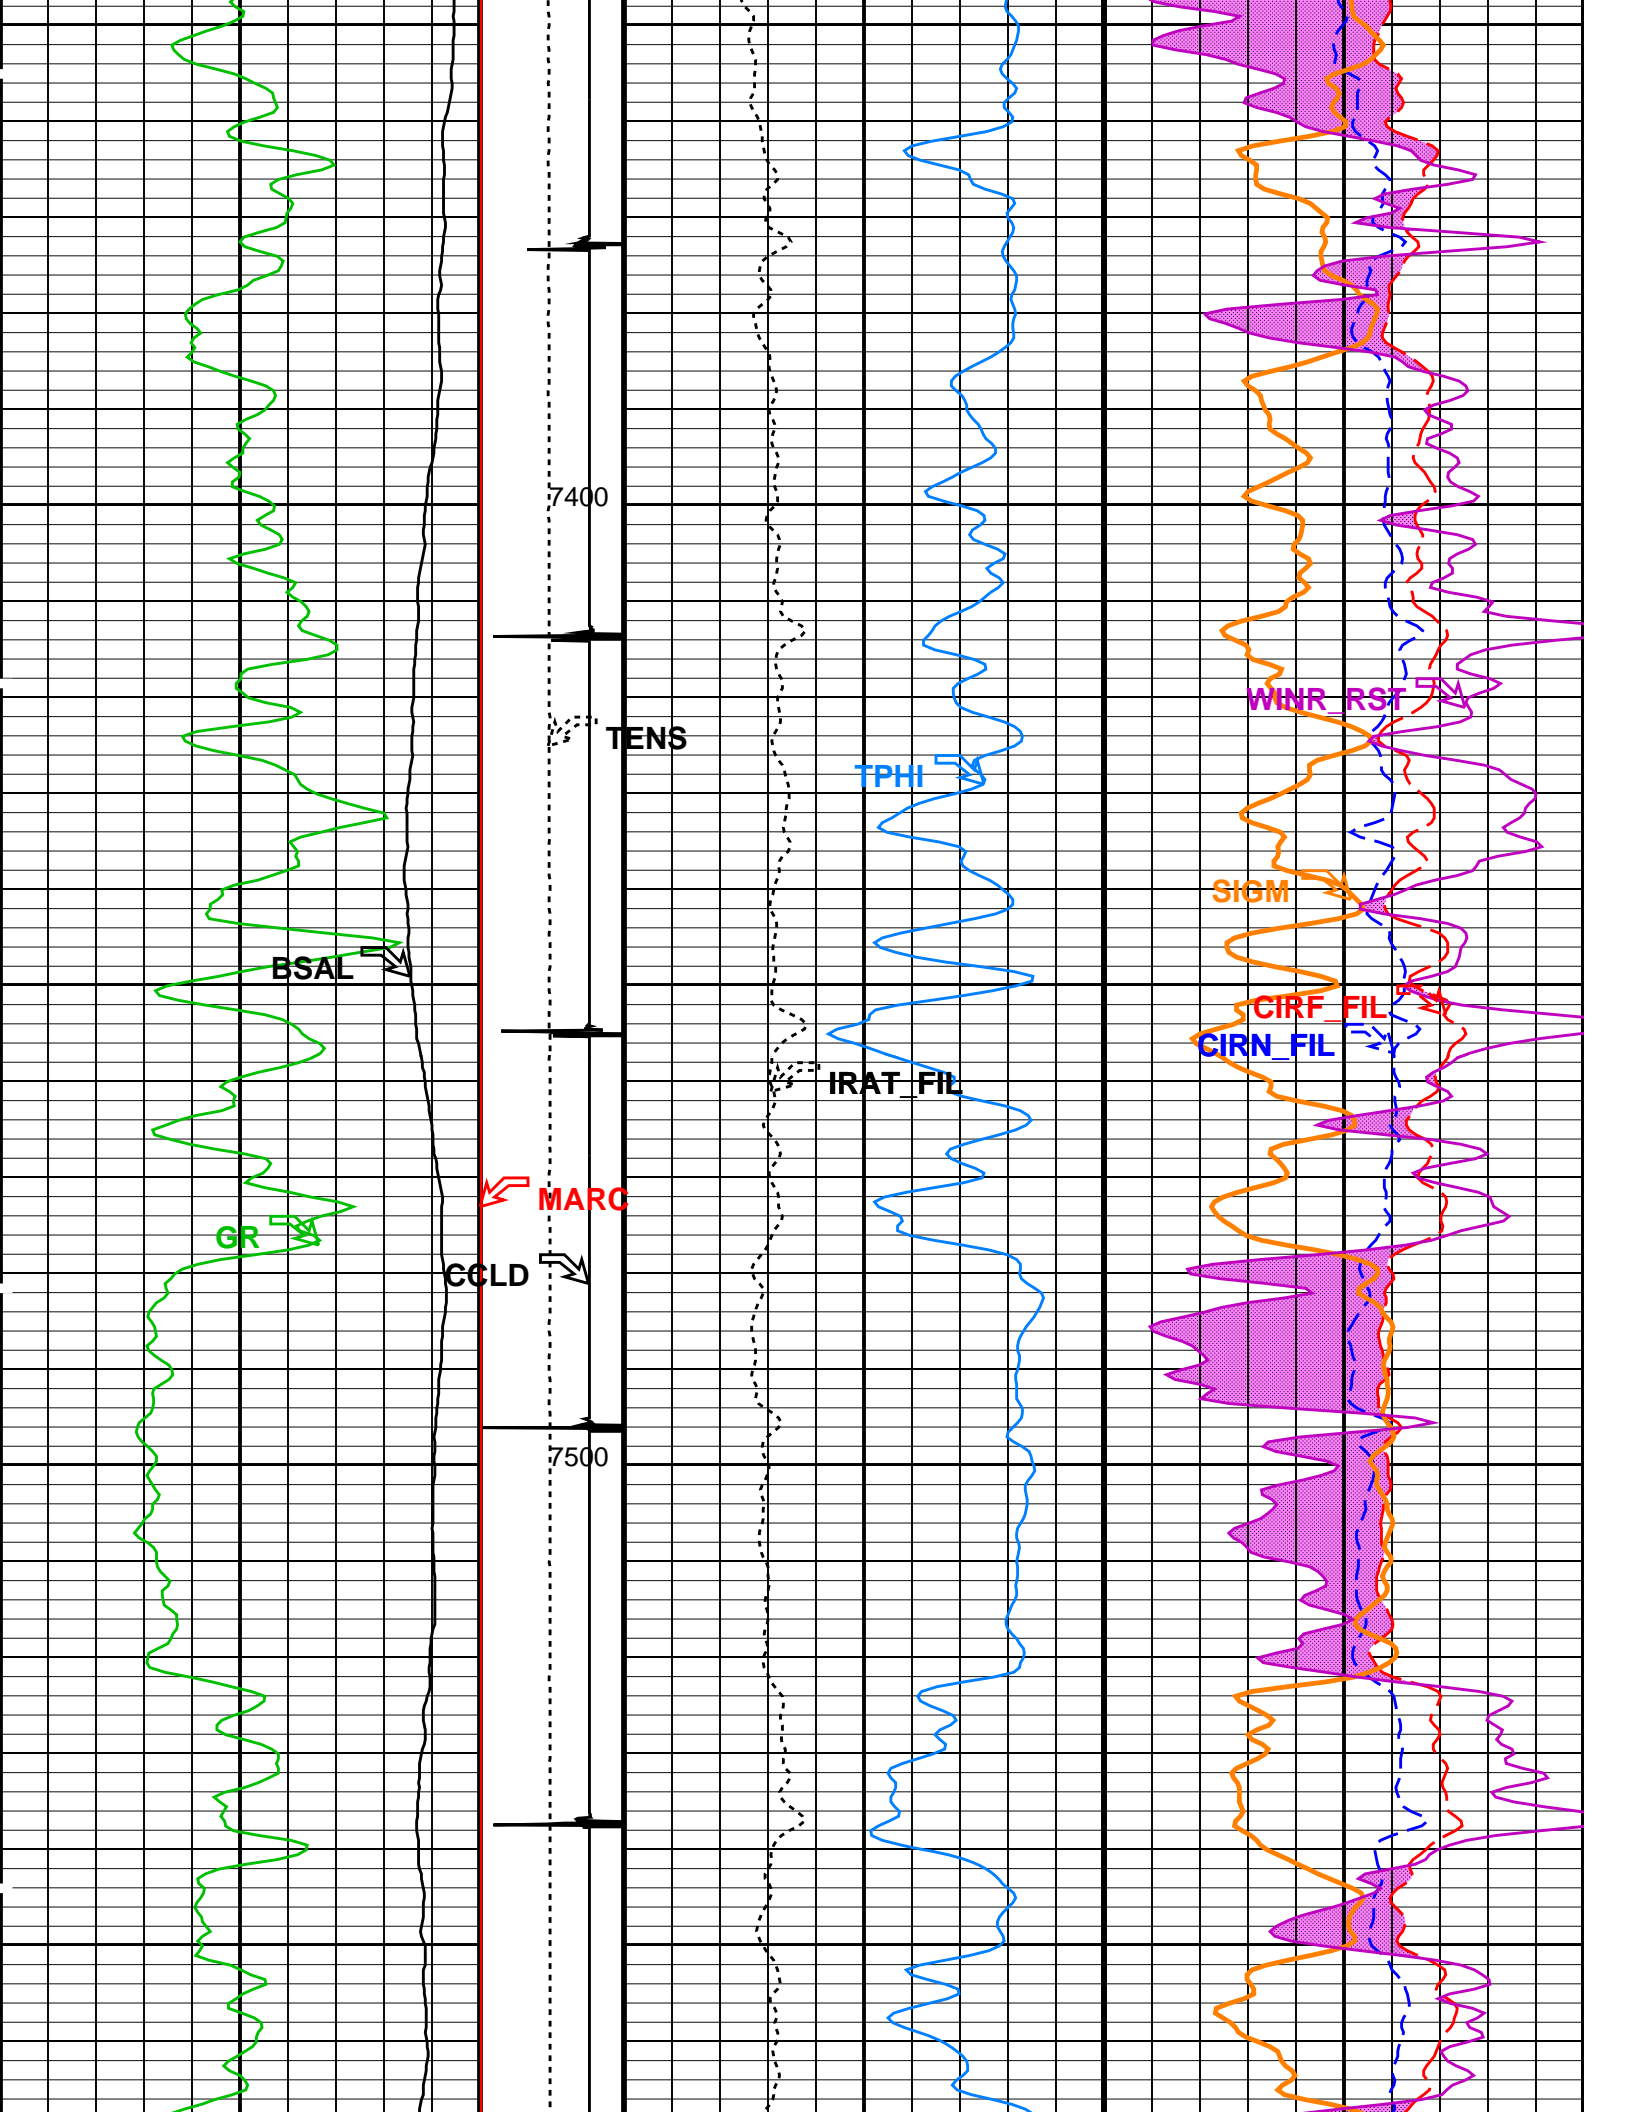 7400
WINR_RST
TENS
TPHI
SIGM
BSAL
CIRF_FIL
CIRN_FIL
IRAT_FIL
MARC
GR
CCLD
7500